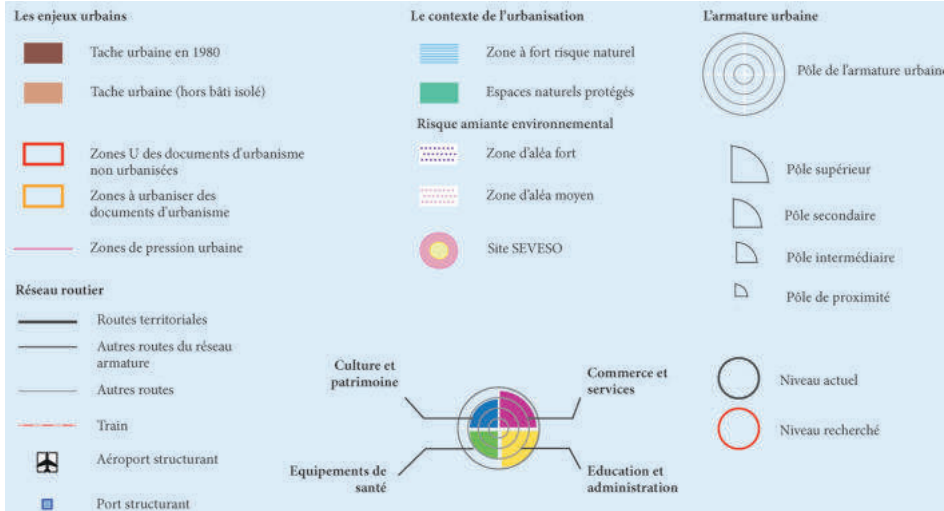 Les enjeux urbains
Tache urbaine en 1980
Tache urbaine (hors bâti isolé)
Zones U des documents d'urbanisme
non urbanisées
Zones à urbaniser des
documents d'urbanisme
Zones de pression urbaine
Réseau routier
Routes territoriales
Autres routes du réseau
armature
Autres routes
Train
Aéroport structurant
Port structurant
Le contexte de l'urbanisation
Zone à fort risque naturel
Espaces naturels protégés
Risque amiante environnemental
Zone d'aléa fort
Zone d'aléa moyen
Site SEVESO
Culture et
patrimoine
Commerce et
services
Equipements de
santé
Education et
administration
L'armature urbaine
Pôle de l'armature urbaine
Pôle supérieur
Pôle secondaire
Pôle intermédiaire
Pôle de proximité
Niveau actuel
Niveau recherché